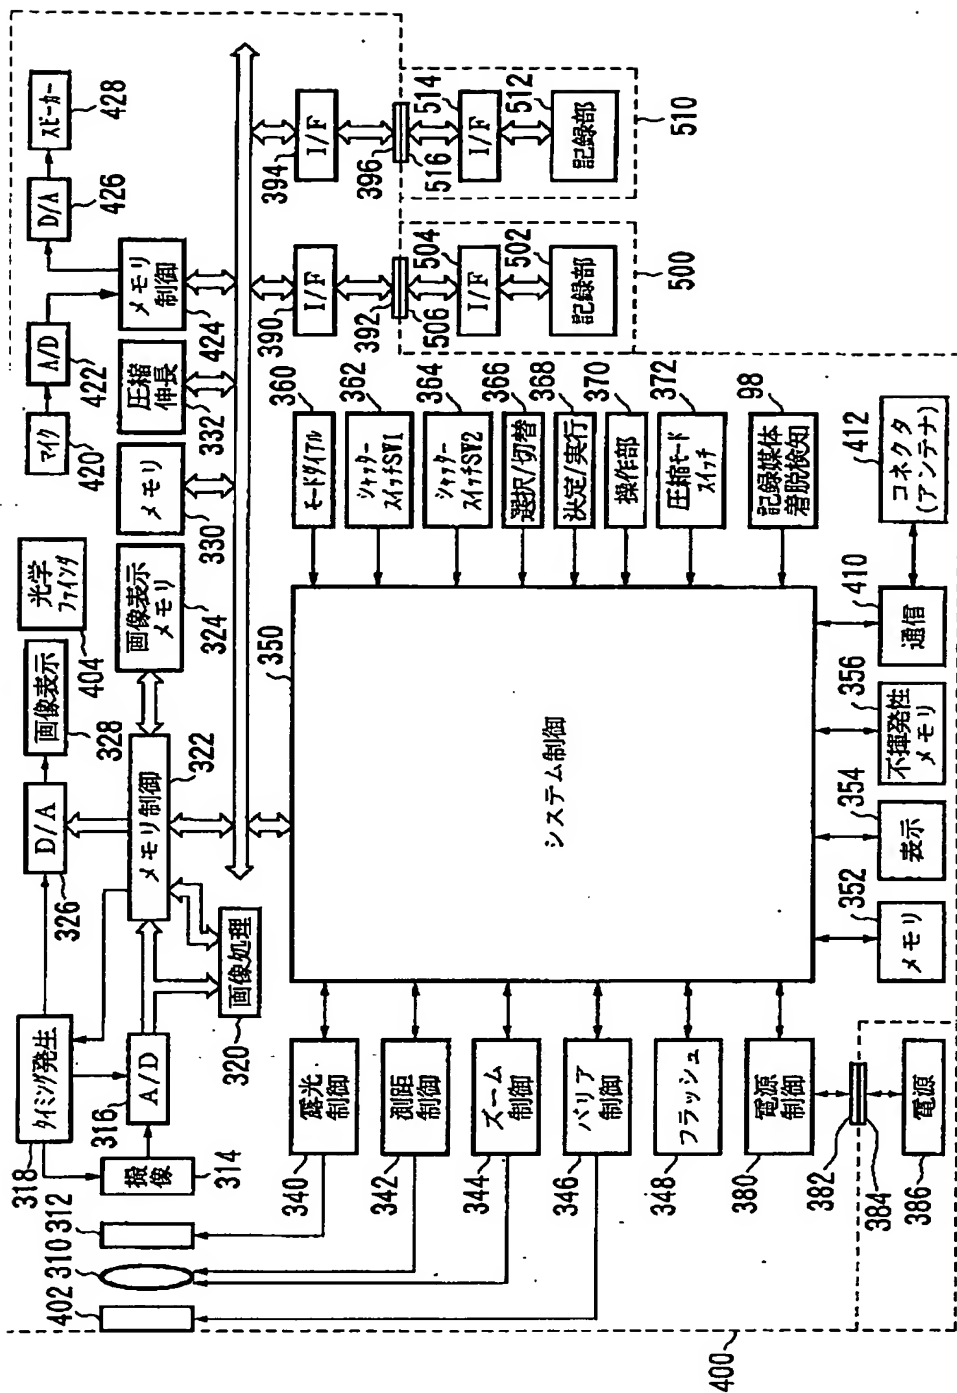 402
310
312
318
タイミング発生
撮像
314
316
A/D
326
D/A
328
画像表示
404
光学
ファインダ
320
画像処理
メモリ制御
322
画像表示
メモリ
324
メモリ
330
圧縮
伸長
332
マイク
420
A/D
422
メモリ
制御
424
D/A
426
スピーカー
428
340
露光
制御
342
測距
制御
344
ズーム
制御
346
バリア
制御
348
フラッシュ
380
電源
制御
382
384
386
電源
400
システム制御
350
メモリ
352
表示
354
不揮発性
メモリ
356
通信
410
コネクタ
(アンテナ)
412
モードダイアル
360
シャッター
スイッチSW1
362
シャッター
スイッチSW2
364
選択/切替
366
決定/実行
368
操作部
370
圧縮モード
スイッチ
372
記録媒体
着脱検知
98
390
I/F
392
506
504
I/F
502
記録部
500
394
I/F
396
516
514
I/F
512
記録部
510